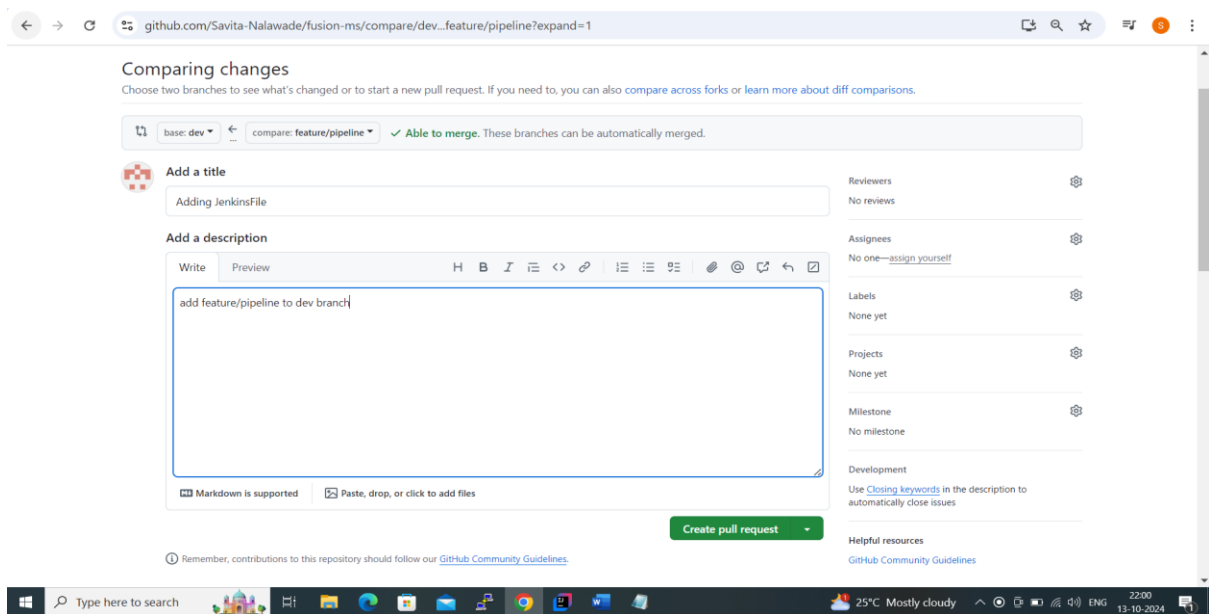 github.com/Savita-Nalawade/fusion-ms/compare/dev...feature/pipeline?expand=1
S
Comparing changes
Choose two branches to see what's changed or to start a new pull request. If you need to, you can also compare across forks or learn more about diff comparisons.
base: dev
...
compare: feature/pipeline
Able to merge. These branches can be automatically merged.
Add a title
Adding JenkinsFile
Add a description
Write Preview H B I
add feature/pipeline to dev branch
Markdown is supported
Paste, drop, or click to add files
Create pull request
Remember, contributions to this repository should follow our GitHub Community Guidelines.
Reviewers
No reviews
Assignees
No one—assign yourself
Labels
None yet
Projects
None yet
Milestone
No milestone
Development
Use Closing keywords in the description to
automatically close issues
Helpful resources
GitHub Community Guidelines
Type here to search
25°C Mostly cloudy
ENG
22:00
13-10-2024